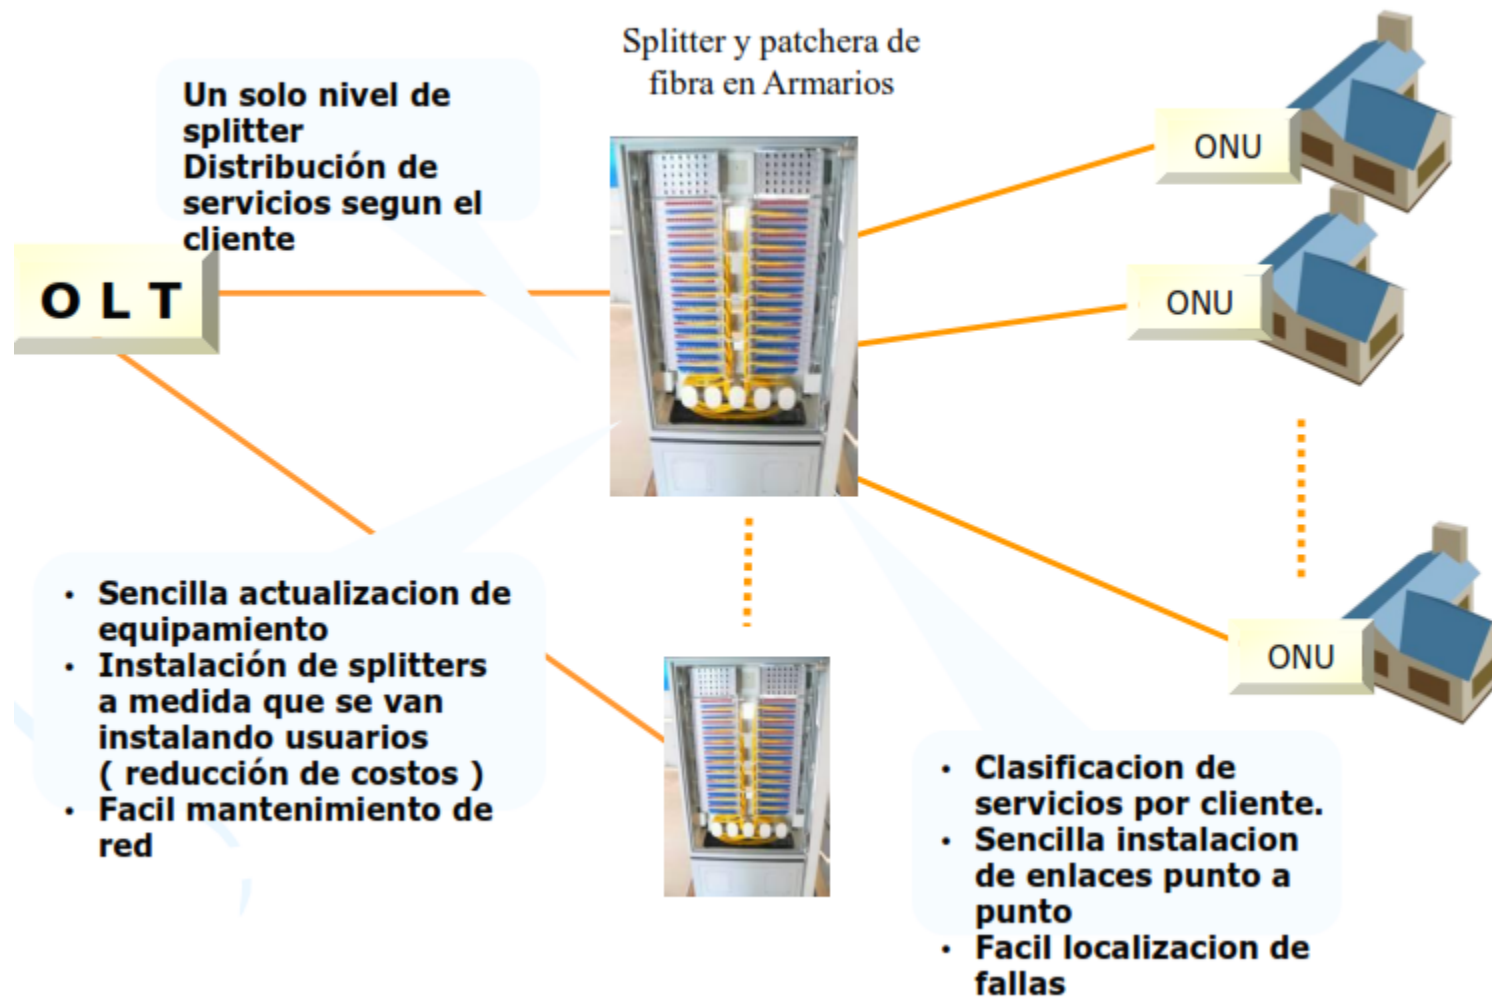 Splitter y patchera de
fibra en Armarios
Un solo nivel de
splitter
Distribución de
servicios segun el
cliente
O L T
ONU
ONU
ONU
• Sencilla actualizacion de
equipamiento
• Instalación de splitters
a medida que se van
instalando usuarios
( reducción de costos )
• Facil mantenimiento de
red
• Clasificacion de
servicios por cliente.
• Sencilla instalacion
de enlaces punto a
punto
• Facil localizacion de
fallas